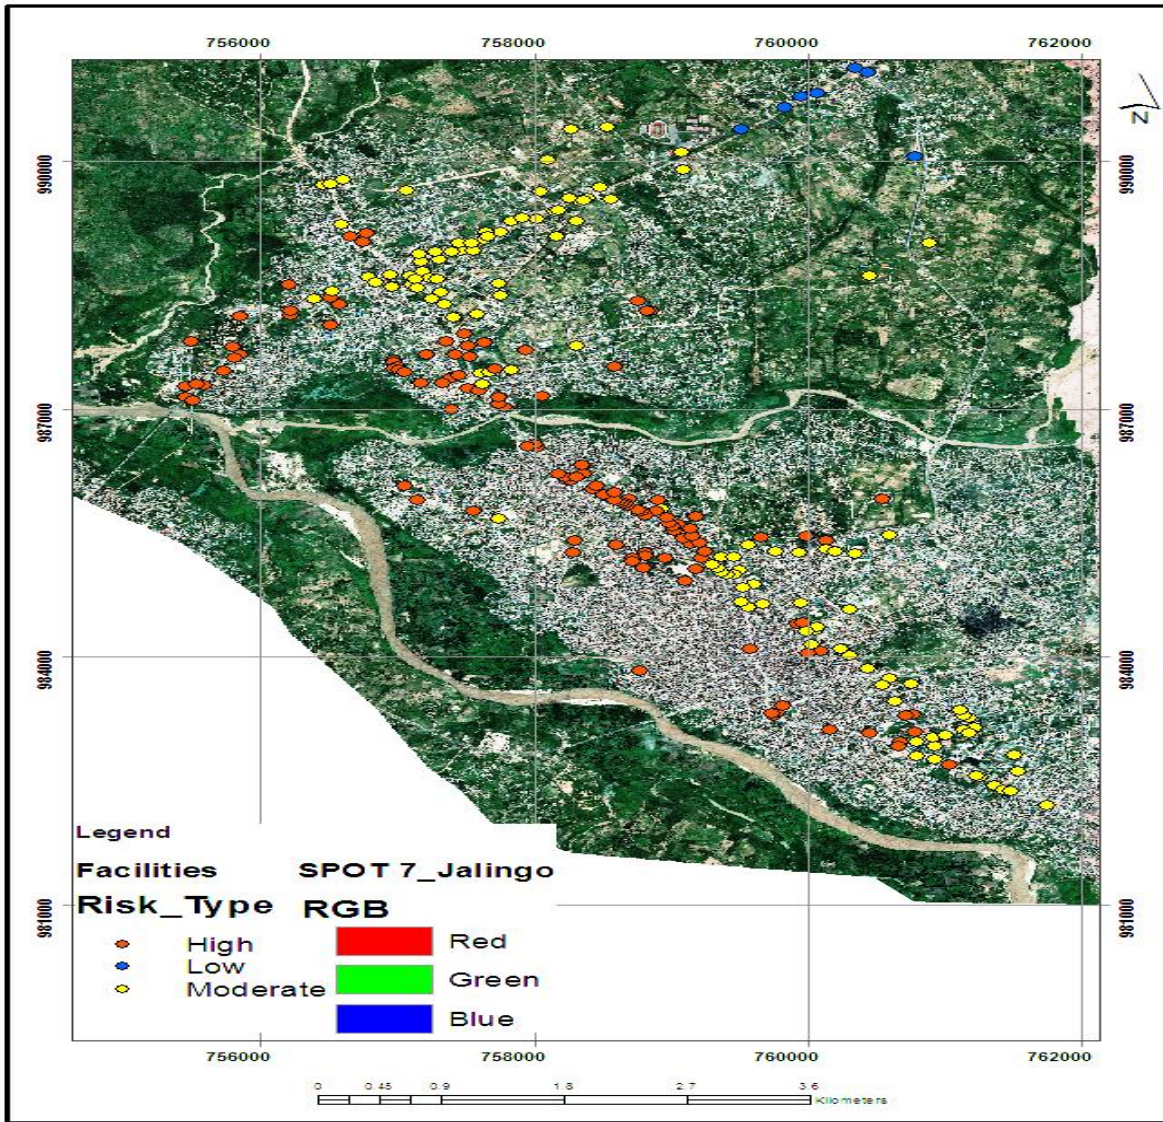 756000 758000 760000 762000
N
990000 990000
987000 987000
984000 984000
981000 981000
Legend
Facilities SPOT 7_Jalingo
Risk_Type RGB
High Red
Low
Moderate Green
Blue
756000 758000 760000 762000
0 0.45 0.9 1.8 2.7 3.6
Kilometers